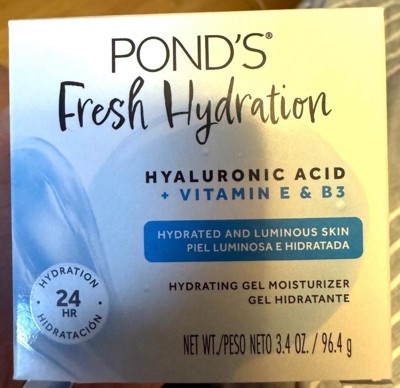 POND'S®
Fresh Hydration
HYALURONIC ACID
+ VITAMIN E & B3
HYDRATED AND LUMINOUS SKIN
PIEL LUMINOSA E HIDRATADA
HYDRATION
24
HR
HIDRATACIÓN
HYDRATING GEL MOISTURIZER
GEL HIDRATANTE
NET WT./PESO NETO 3.4 OZ. / 96.4 g